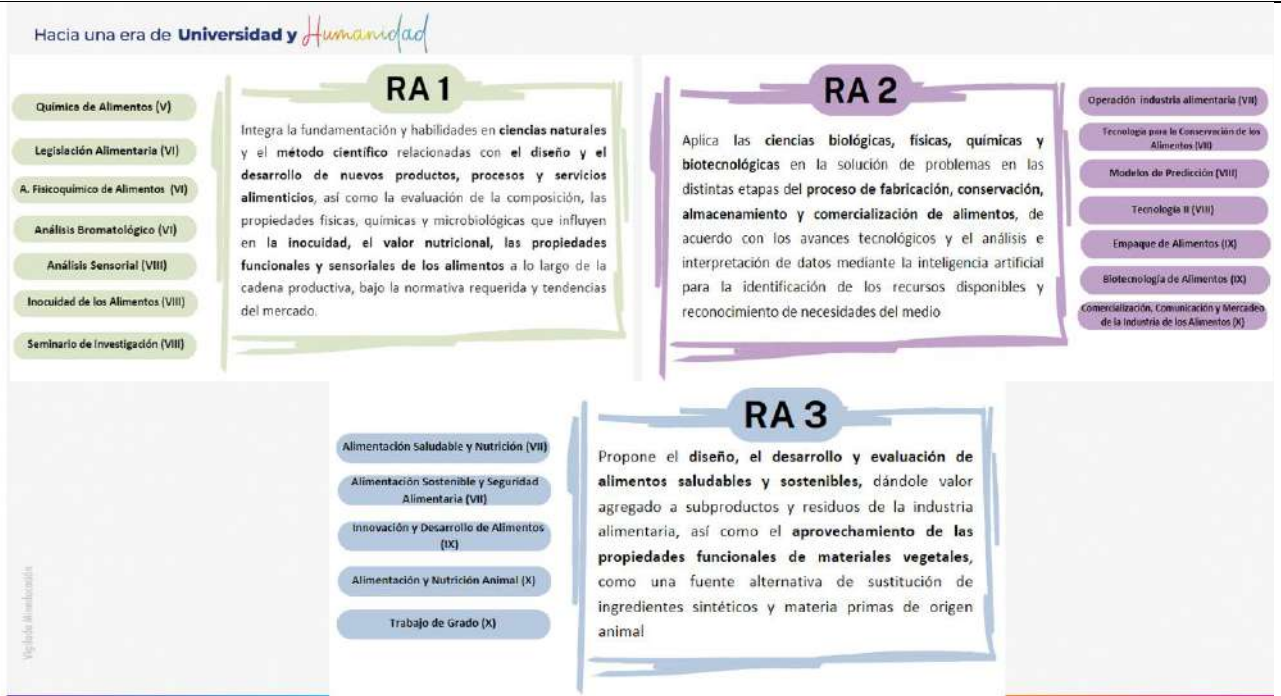 Hacia una era de Universidad y Humanidad
RA 1
Química de Alimentos (V)
Legislación Alimentaria (VI)
A. Fisicoquímico de Alimentos (VI)
Análisis Bromatológico (VI)
Análisis Sensorial (VIII)
Inocuidad de los Alimentos (VIII)
Seminario de Investigación (VIII)
Integra la fundamentación y habilidades en ciencias naturales
y el método científico relacionadas con el diseño y el
desarrollo de nuevos productos, procesos y servicios
alimenticios, así como la evaluación de la composición, las
propiedades físicas, químicas y microbiológicas que influyen
en la inocuidad, el valor nutricional, las propiedades
funcionales y sensoriales de los alimentos a lo largo de la
cadena productiva, bajo la normativa requerida y tendencias
del mercado.
RA 2
Aplica las ciencias biológicas, físicas, químicas y
biotecnológicas en la solución de problemas en las
distintas etapas del proceso de fabricación, conservación,
almacenamiento y comercialización de alimentos, de
acuerdo con los avances tecnológicos y el análisis e
interpretación de datos mediante la inteligencia artificial
para la identificación de los recursos disponibles y
reconocimiento de necesidades del medio
Operación industria alimentaria (VII)
Tecnología para la Conservación de los
Alimentos (VII)
Modelos de Predicción (VIII)
Tecnología II (VIII)
Empaque de Alimentos (IX)
Biotecnología de Alimentos (IX)
Comercialización, Comunicación y Mercadeo
de la Industria de los Alimentos (X)
RA 3
Alimentación Saludable y Nutrición (VII)
Alimentación Sostenible y Seguridad
Alimentaria (VII)
Innovación y Desarrollo de Alimentos
(IX)
Alimentación y Nutrición Animal (X)
Trabajo de Grado (X)
Propone el diseño, el desarrollo y evaluación de
alimentos saludables y sostenibles, dándole valor
agregado a subproductos y residuos de la industria
alimentaria, así como el aprovechamiento de las
propiedades funcionales de materiales vegetales,
como una fuente alternativa de sustitución de
ingredientes sintéticos y materia primas de origen
animal
Vigilada Mineducación